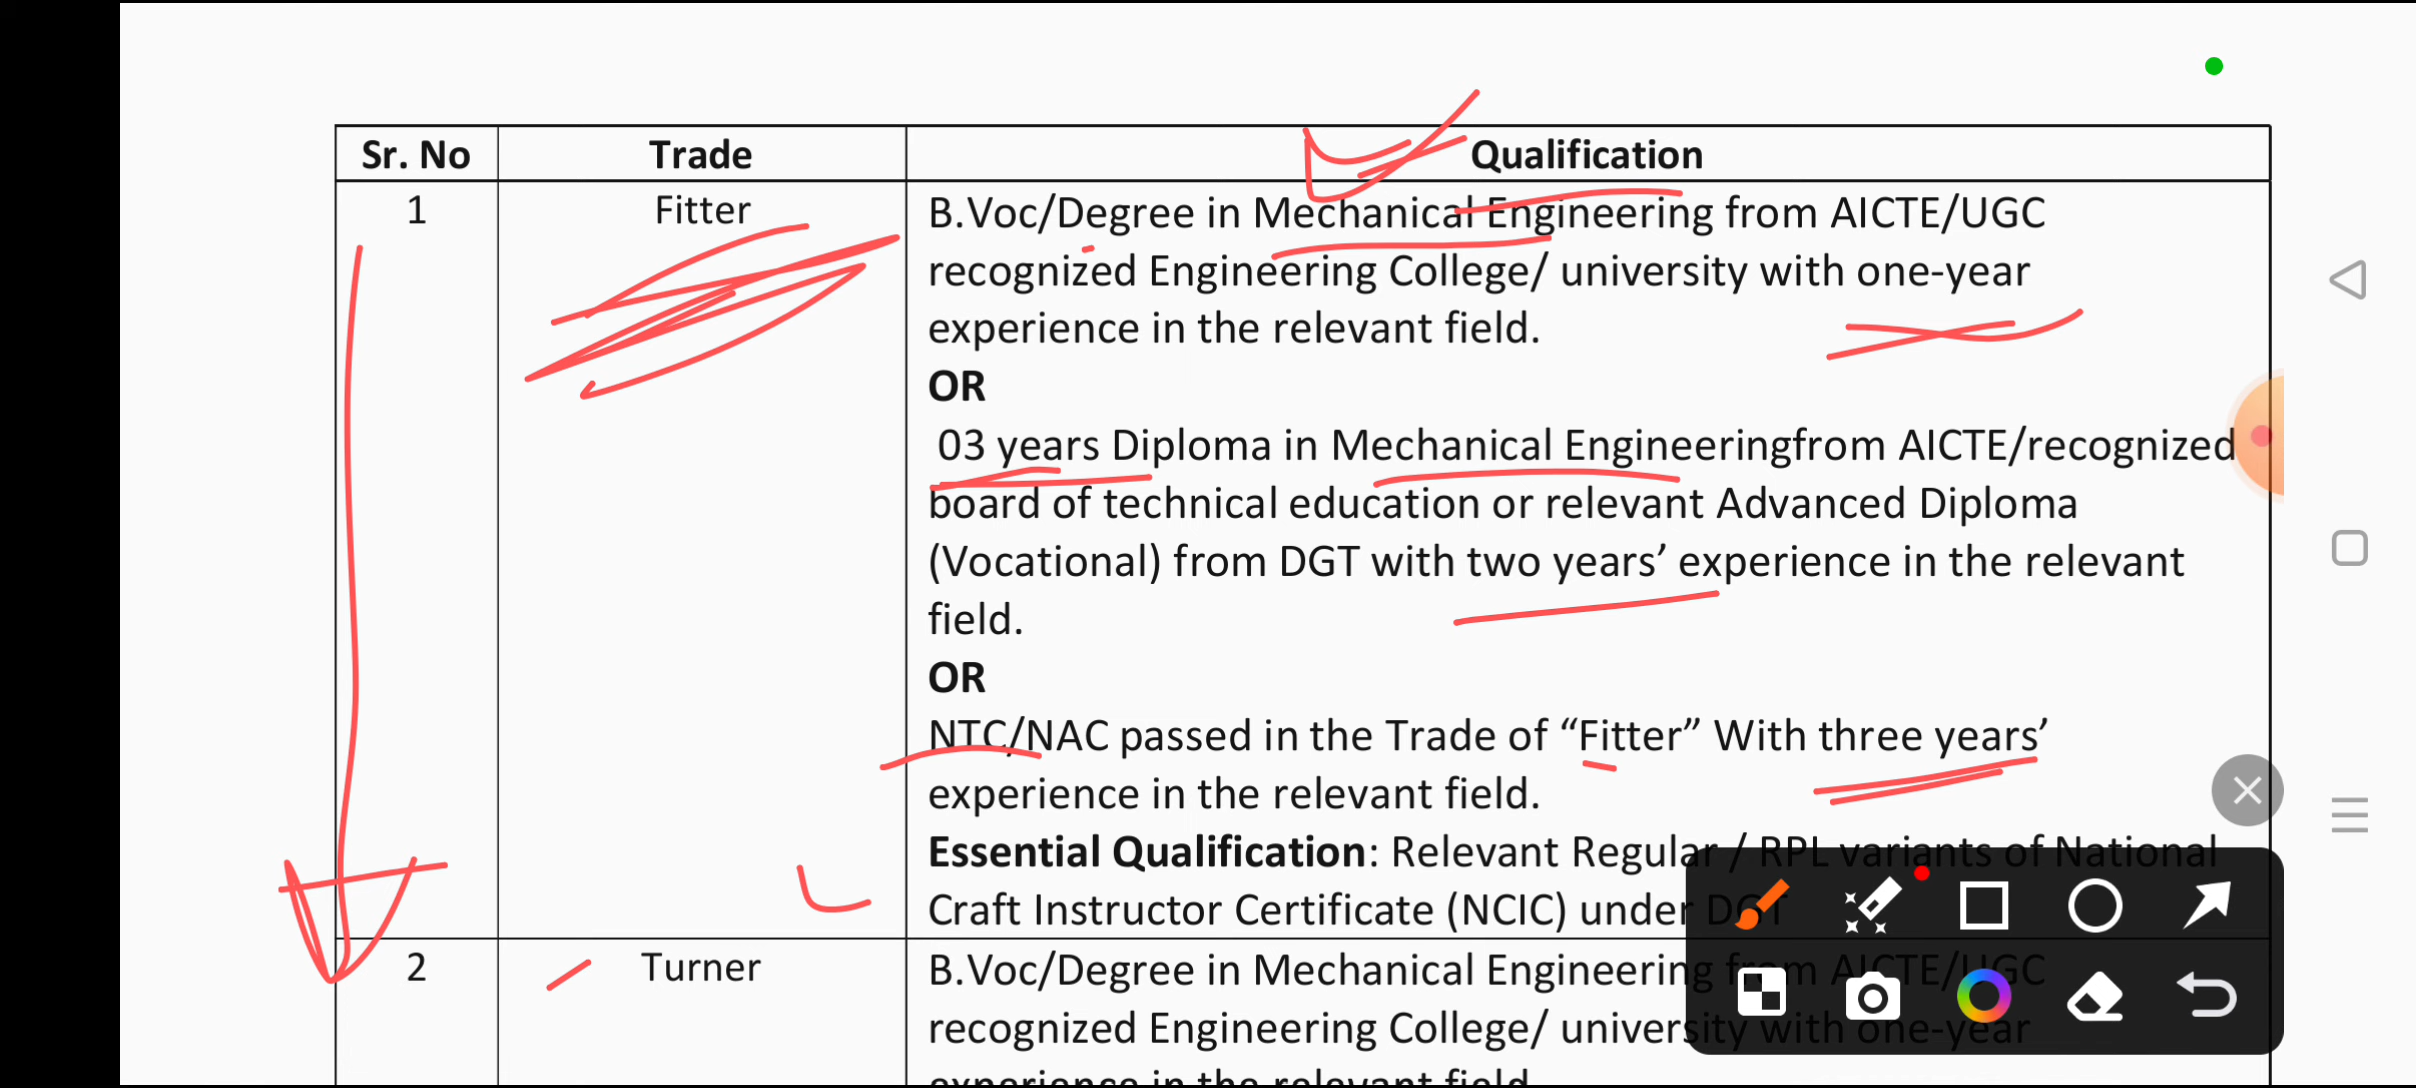 Sr. No Trade Qualification
1 Fitter B.Voc/Degree in Mechanical Engineering from AICTE/UGC
recognized Engineering College/ university with one-year
experience in the relevant field.
OR
03 years Diploma in Mechanical Engineeringfrom AICTE/recognized
board of technical education or relevant Advanced Diploma
(Vocational) from DGT with two years’ experience in the relevant
field.
OR
NTC/NAC passed in the Trade of “Fitter” With three years’
experience in the relevant field.
Essential Qualification: Relevant Regular / RPL variants of National
Craft Instructor Certificate (NCIC) under DGT
2 Turner B.Voc/Degree in Mechanical Engineering from AICTE/UGC
recognized Engineering College/ university with one-year
experience in the relevant field.